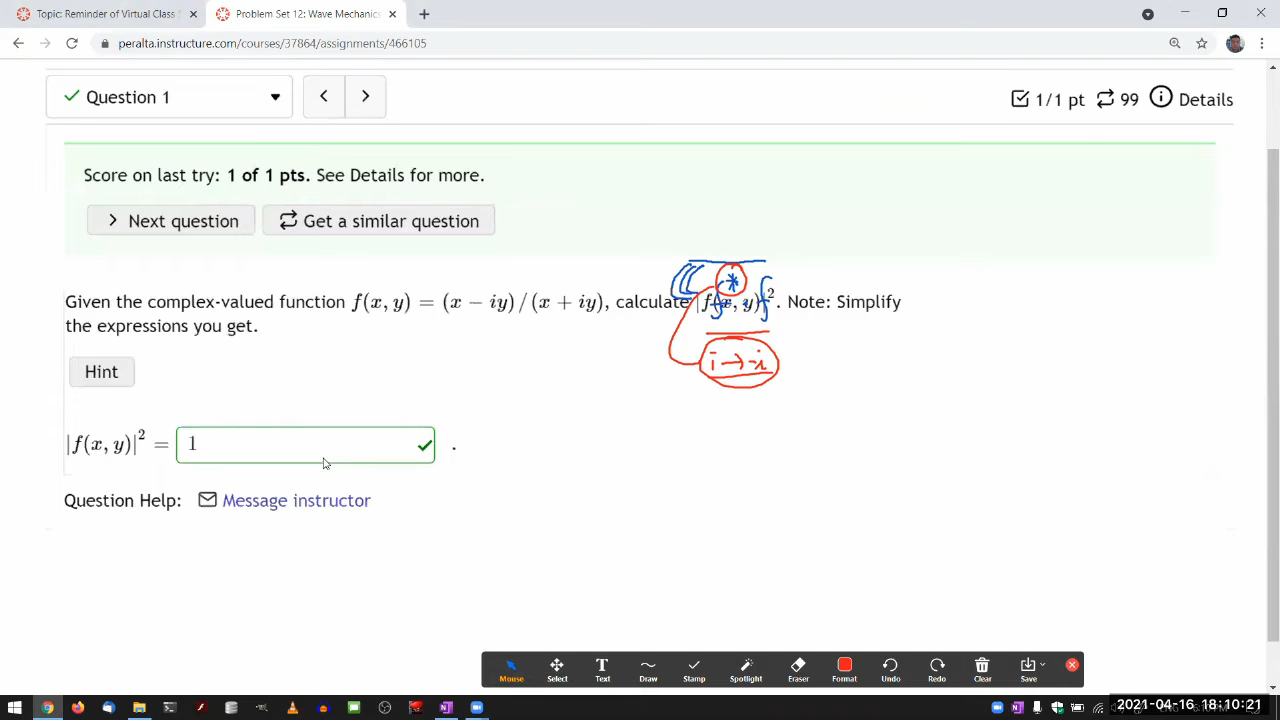 Topic: Reminder of Virtual Class
Problem Set 12: Wave Mechanics
peralta.instructure.com/courses/37864/assignments/466105
Question 1
1/1 pt 99 Details
Score on last try: 1 of 1 pts. See Details for more.
Next question
Get a similar question
f* f
Given the complex-valued function f(x, y) = (x − iy)/(x + iy), calculate |f(x, y)|². Note: Simplify
the expressions you get.
i → -i
Hint
|f(x, y)|² = 1 .
Question Help: Message instructor
Mouse Select Text Draw Stamp Spotlight Eraser Format Undo Redo Clear Save
2021-04-16 18:10:21